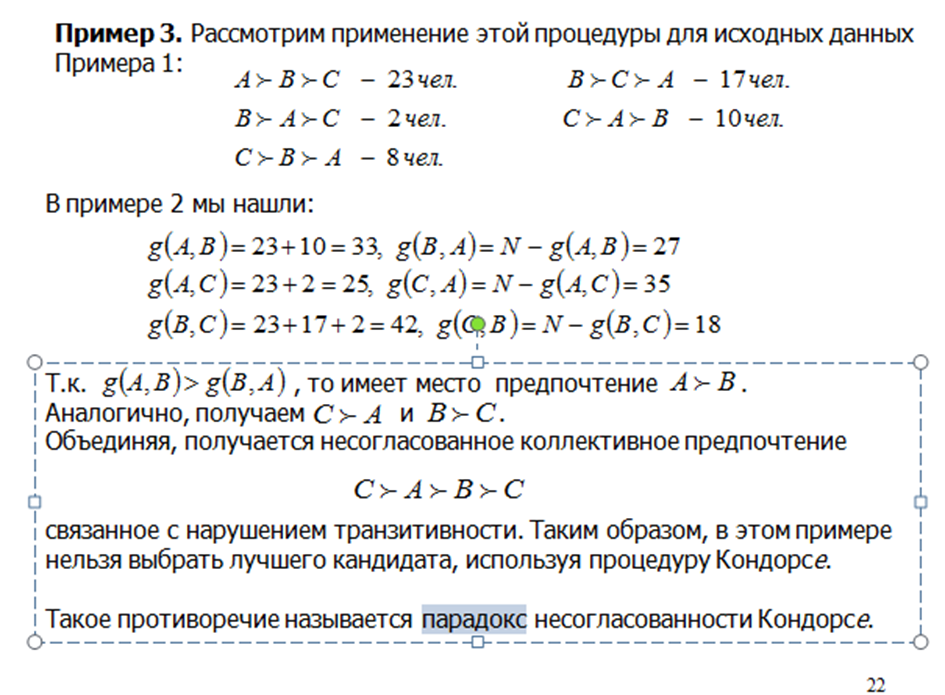 Пример 3. Рассмотрим применение этой процедуры для исходных данных
Примера 1:
A ≻ B ≻ C – 23 чел. B ≻ C ≻ A – 17 чел.
B ≻ A ≻ C – 2 чел. C ≻ A ≻ B – 10 чел.
C ≻ B ≻ A – 8 чел.
В примере 2 мы нашли:
g(A,B) = 23+10 = 33, g(B,A) = N – g(A,B) = 27
g(A,C) = 23+2 = 25, g(C,A) = N – g(A,C) = 35
g(B,C) = 23+17+2 = 42, g(C,B) = N – g(B,C) = 18
Т.к. g(A,B) > g(B,A) , то имеет место предпочтение A ≻ B .
Аналогично, получаем C ≻ A и B ≻ C .
Объединяя, получается несогласованное коллективное предпочтение
C ≻ A ≻ B ≻ C
связанное с нарушением транзитивности. Таким образом, в этом примере
нельзя выбрать лучшего кандидата, используя процедуру Кондорсе.
Такое противоречие называется парадокс несогласованности Кондорсе.
22